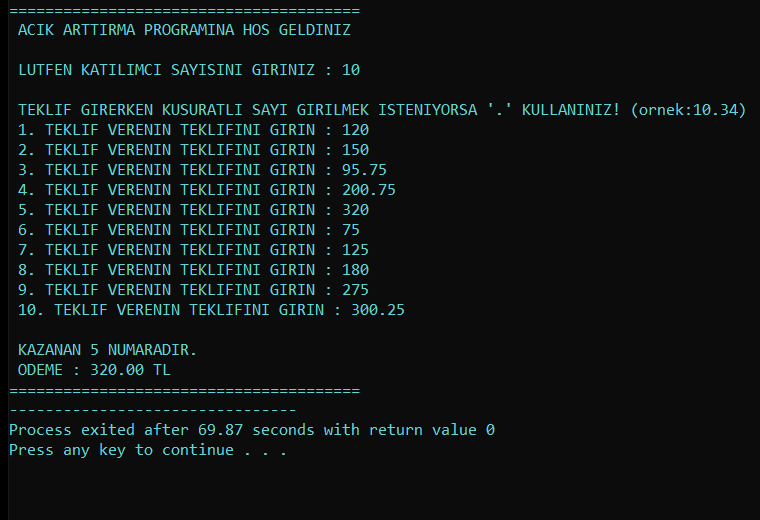 =======================================
ACIK ARTTIRMA PROGRAMINA HOS GELDINIZ
LUTFEN KATILIMCI SAYISINI GIRINIZ : 10
TEKLIF GIRERKEN KUSURATLI SAYI GIRILMEK ISTENIYORSA '.' KULLANINIZ! (ornek:10.34)
1. TEKLIF VERENIN TEKLIFINI GIRIN : 120
2. TEKLIF VERENIN TEKLIFINI GIRIN : 150
3. TEKLIF VERENIN TEKLIFINI GIRIN : 95.75
4. TEKLIF VERENIN TEKLIFINI GIRIN : 200.75
5. TEKLIF VERENIN TEKLIFINI GIRIN : 320
6. TEKLIF VERENIN TEKLIFINI GIRIN : 75
7. TEKLIF VERENIN TEKLIFINI GIRIN : 125
8. TEKLIF VERENIN TEKLIFINI GIRIN : 180
9. TEKLIF VERENIN TEKLIFINI GIRIN : 275
10. TEKLIF VERENIN TEKLIFINI GIRIN : 300.25
KAZANAN 5 NUMARADIR.
ODEME : 320.00 TL
=======================================
--------------------------------
Process exited after 69.87 seconds with return value 0
Press any key to continue . . .